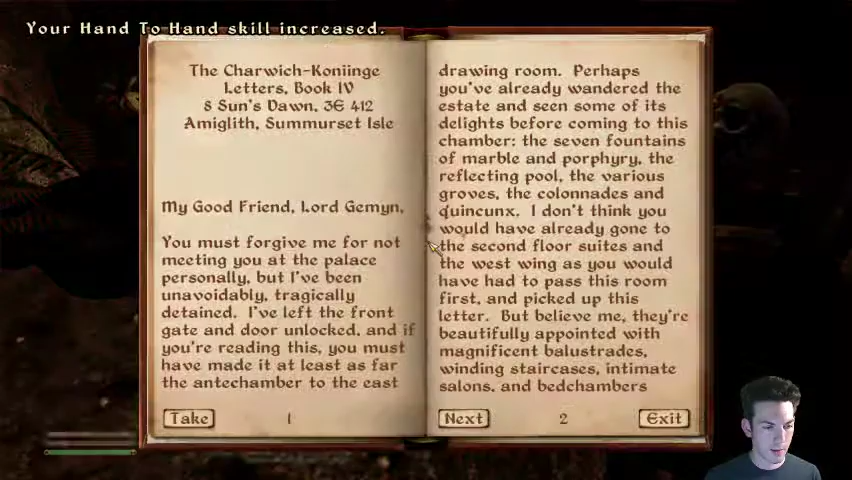 Your Hand To Hand skill increased.
The Charwich-Koniinge
Letters, Book IV
8 Sun's Dawn, 3E 412
Amiglith, Summurset Isle
My Good Friend, Lord Gemyn,
You must forgive me for not
meeting you at the palace
personally, but I've been
unavoidably, tragically
detained. I've left the front
gate and door unlocked, and if
you're reading this, you must
have made it at least as far
the antechamber to the east
Take
1
drawing room. Perhaps
you've already wandered the
estate and seen some of its
delights before coming to this
chamber: the seven fountains
of marble and porphyry, the
reflecting pool, the various
groves, the colonnades and
quincunx. I don't think you
would have already gone to
the second floor suites and
the west wing as you would
have had to pass this room
first, and picked up this
letter. But believe me, they're
beautifully appointed with
magnificent balustrades,
winding staircases, intimate
salons, and bedchambers
Next
2
Exit